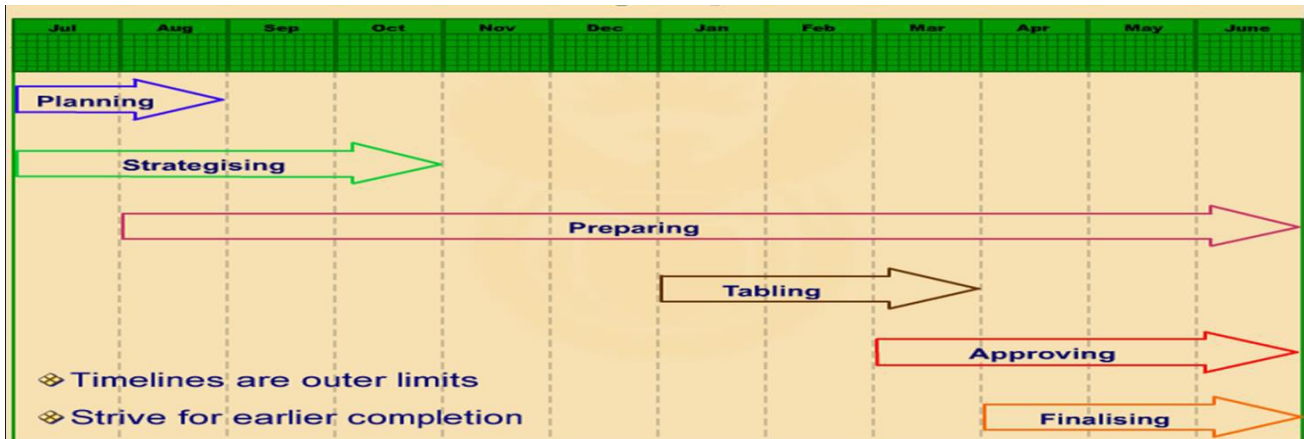 Jul Aug Sep Oct Nov Dec Jan Feb Mar Apr May June
Planning
Strategising
Preparing
Tabling
Approving
Timelines are outer limits
Strive for earlier completion
Finalising